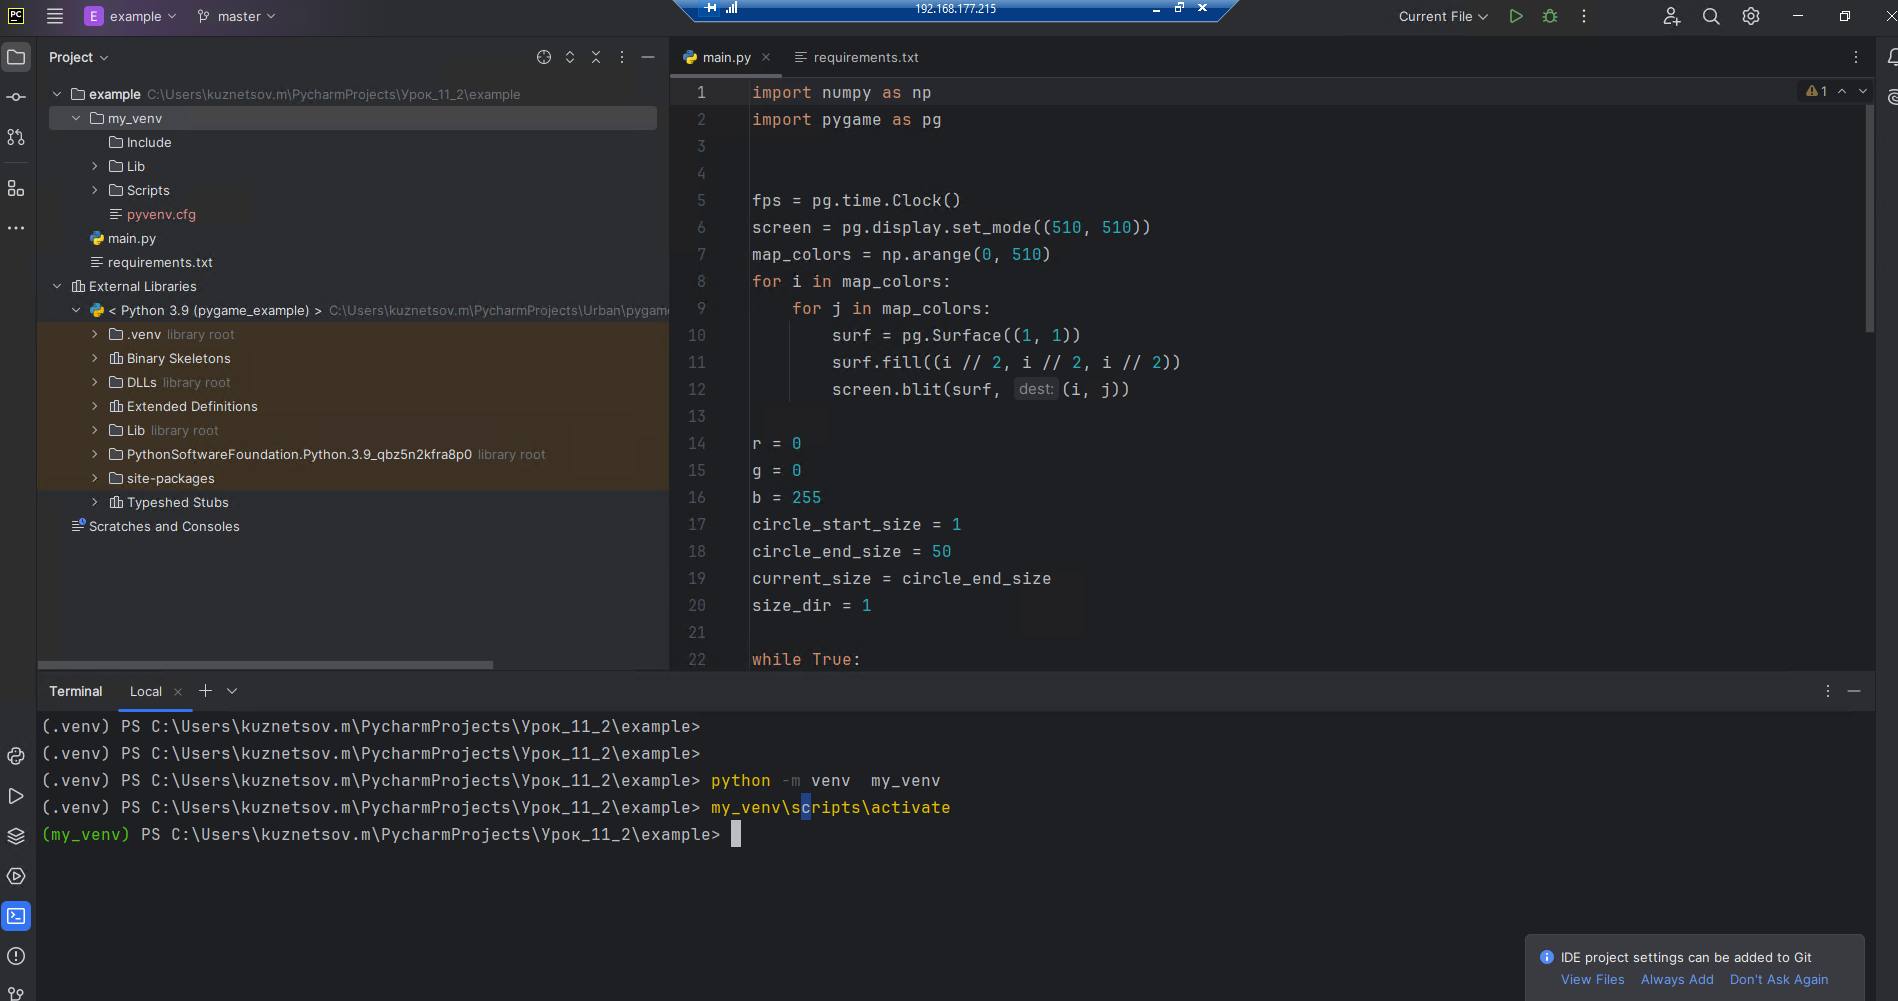 PC E example master 192.168.177.215 Current File
Project
main.py
requirements.txt
example C:\Users\kuznetsov.m\PycharmProjects\Урок_11_2\example
my_venv
Include
Lib
Scripts
pyvenv.cfg
main.py
requirements.txt
External Libraries
< Python 3.9 (pygame_example) > C:\Users\kuznetsov.m\PycharmProjects\Urban\pygam
.venv library root
Binary Skeletons
DLLs library root
Extended Definitions
Lib library root
PythonSoftwareFoundation.Python.3.9_qbz5n2kfra8p0 library root
site-packages
Typeshed Stubs
Scratches and Consoles
1 import numpy as np
1
2 import pygame as pg
3
4
5 fps = pg.time.Clock()
6 screen = pg.display.set_mode((510, 510))
7 map_colors = np.arange(0, 510)
8 for i in map_colors:
9 for j in map_colors:
10 surf = pg.Surface((1, 1))
11 surf.fill((i // 2, i // 2, i // 2))
12 screen.blit(surf, dest: (i, j))
13
14 r = 0
15 g = 0
16 b = 255
17 circle_start_size = 1
18 circle_end_size = 50
19 current_size = circle_end_size
20 size_dir = 1
21
22 while True:
Terminal Local
(.venv) PS C:\Users\kuznetsov.m\PycharmProjects\Урок_11_2\example>
(.venv) PS C:\Users\kuznetsov.m\PycharmProjects\Урок_11_2\example>
(.venv) PS C:\Users\kuznetsov.m\PycharmProjects\Урок_11_2\example> python -m venv  my_venv
(.venv) PS C:\Users\kuznetsov.m\PycharmProjects\Урок_11_2\example> my_venv\scripts\activate
(my_venv) PS C:\Users\kuznetsov.m\PycharmProjects\Урок_11_2\example>
IDE project settings can be added to Git
View Files Always Add Don't Ask Again